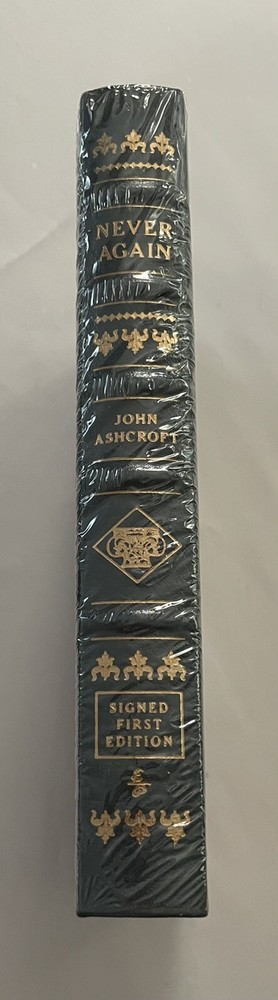 NEVER
AGAIN
JOHN
ASHCROFT
SIGNED
FIRST
EDITION
E
P